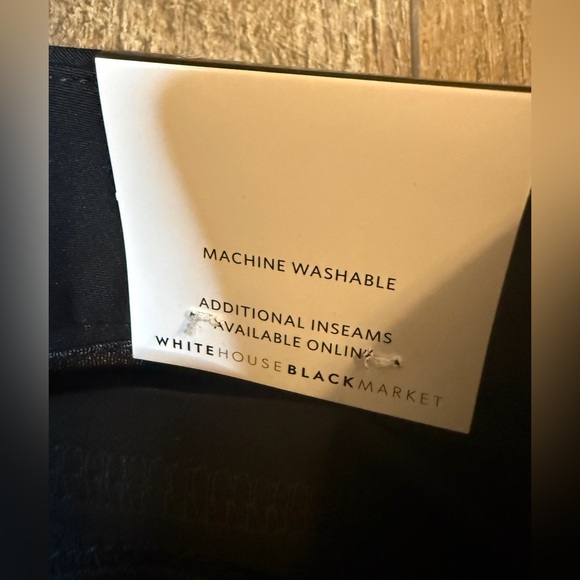 MACHINE WASHABLE
ADDITIONAL INSEAMS
AVAILABLE ONLINE
WHITEHOUSEBLACKMARKET